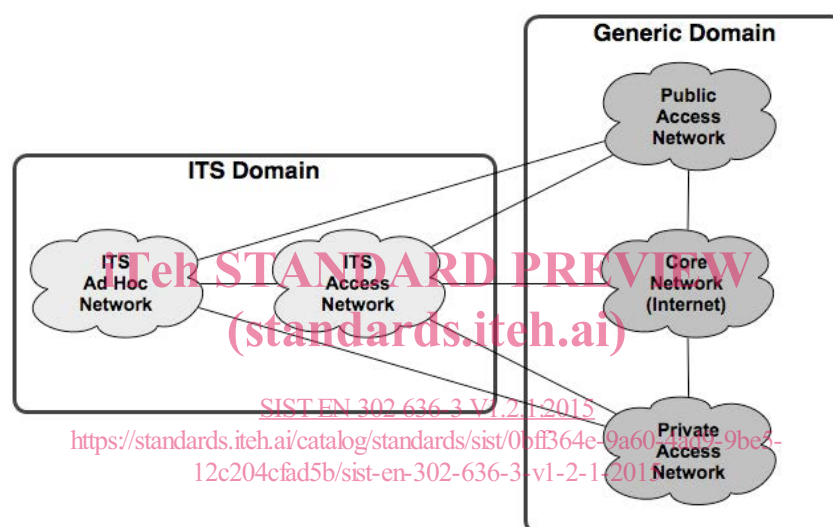 Generic Domain
Public
Access
Network
ITS Domain
ITS
Ad-Hoc
Network
ITS
Access
Network
Core
Network
(Internet)
iTeh STANDARD PREVIEW
(standards.iteh.ai)
SIST EN 302 636-3 V1.2.1:2015
https://standards.iteh.ai/catalog/standards/sist/0bff364e-9a60-4ad9-9be5-
12c204cfad5b/sist-en-302-636-3-v1-2-1-2015
Private
Access
Network